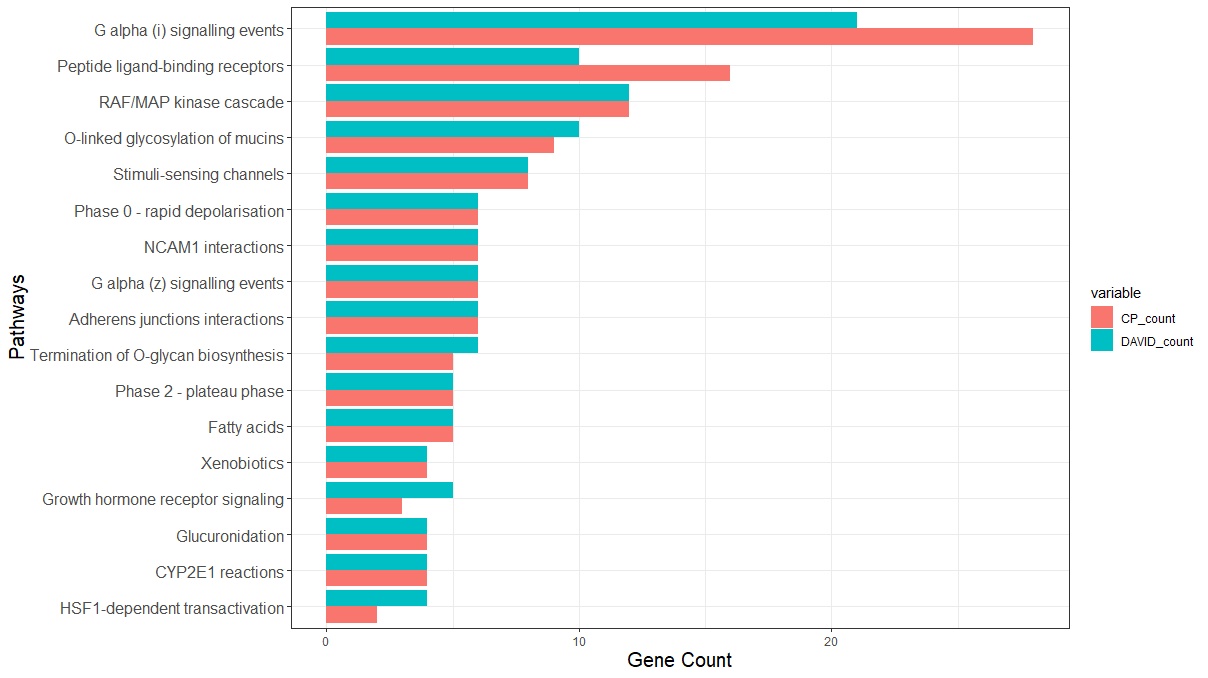 G alpha (i) signalling events
Peptide ligand-binding receptors
RAF/MAP kinase cascade
O-linked glycosylation of mucins
Stimuli-sensing channels
Phase 0 - rapid depolarisation
NCAM1 interactions
G alpha (z) signalling events
Adherens junctions interactions
Termination of O-glycan biosynthesis
Phase 2 - plateau phase
Fatty acids
Xenobiotics
Growth hormone receptor signaling
Glucuronidation
CYP2E1 reactions
HSF1-dependent transactivation
Pathways
0 10 20
Gene Count
variable
CP_count
DAVID_count